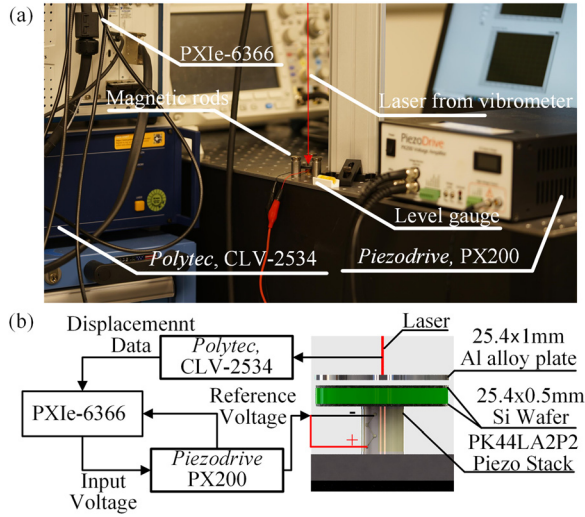 (a)
PXIe-6366
Magnetic rods
Laser from vibrometer
PiezoDrive
Level gauge
Polytec, CLV-2534
Piezodrive, PX200
(b)
Displacemennt
Data
Polytec,
CLV-2534
Laser
25.4×1mm
Al alloy plate
PXIe-6366
Reference
Voltage
25.4x0.5mm
Si Wafer
-
+
PK44LA2P2
Piezo Stack
Input
Voltage
Piezodrive
PX200